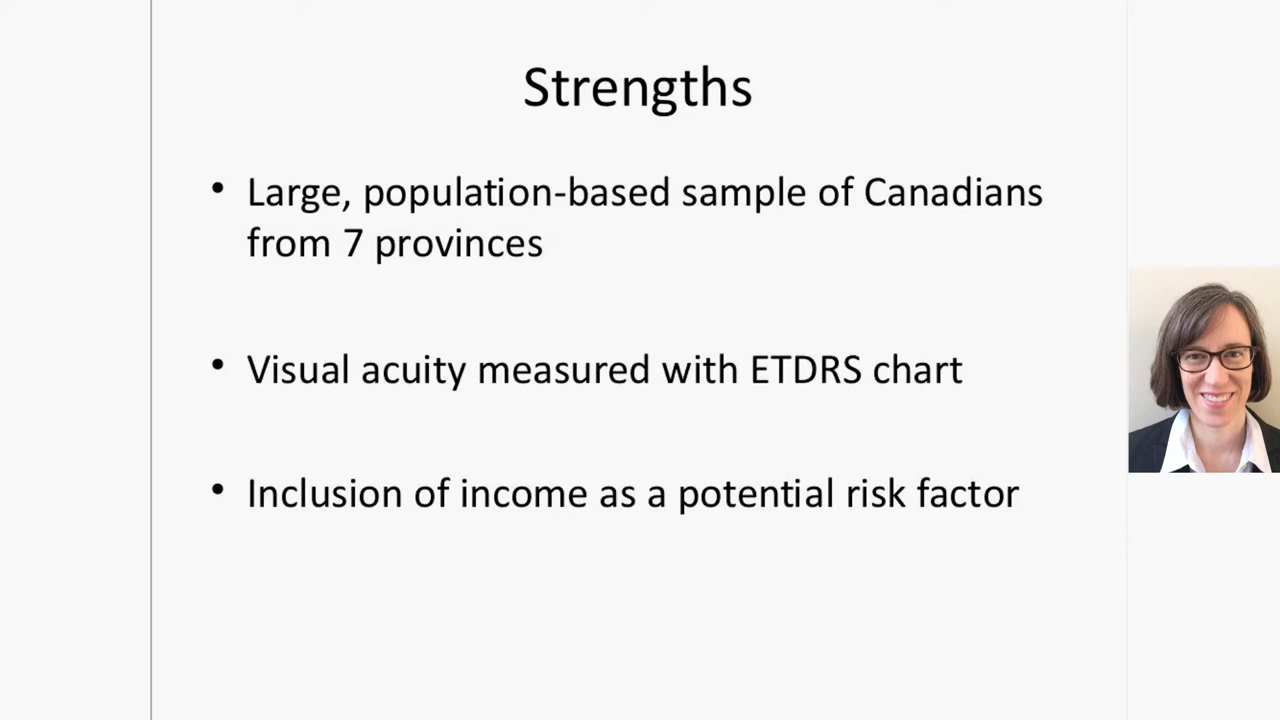 Strengths
• Large, population-based sample of Canadians
from 7 provinces
• Visual acuity measured with ETDRS chart
• Inclusion of income as a potential risk factor